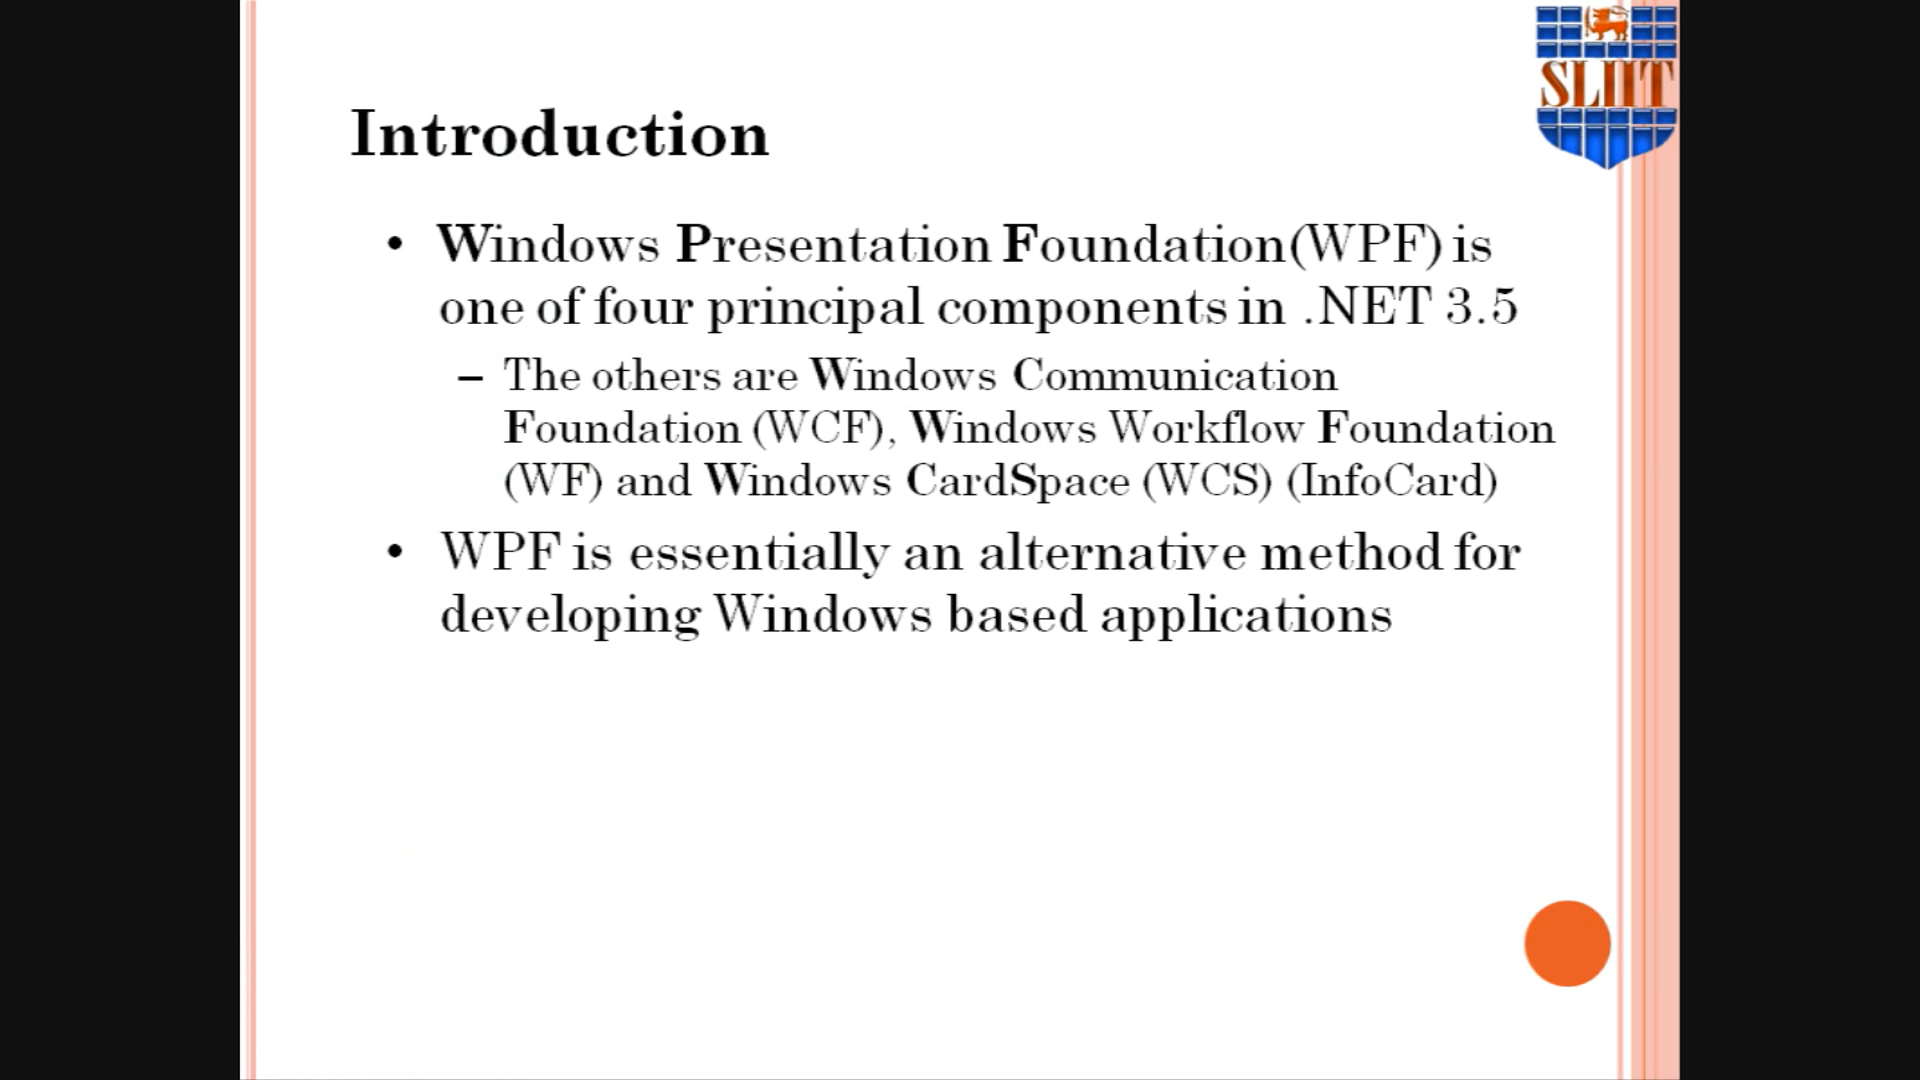 SLIIT
Introduction
• Windows Presentation Foundation(WPF) is
one of four principal components in .NET 3.5
– The others are Windows Communication
Foundation (WCF), Windows Workflow Foundation
(WF) and Windows CardSpace (WCS) (InfoCard)
• WPF is essentially an alternative method for
developing Windows based applications